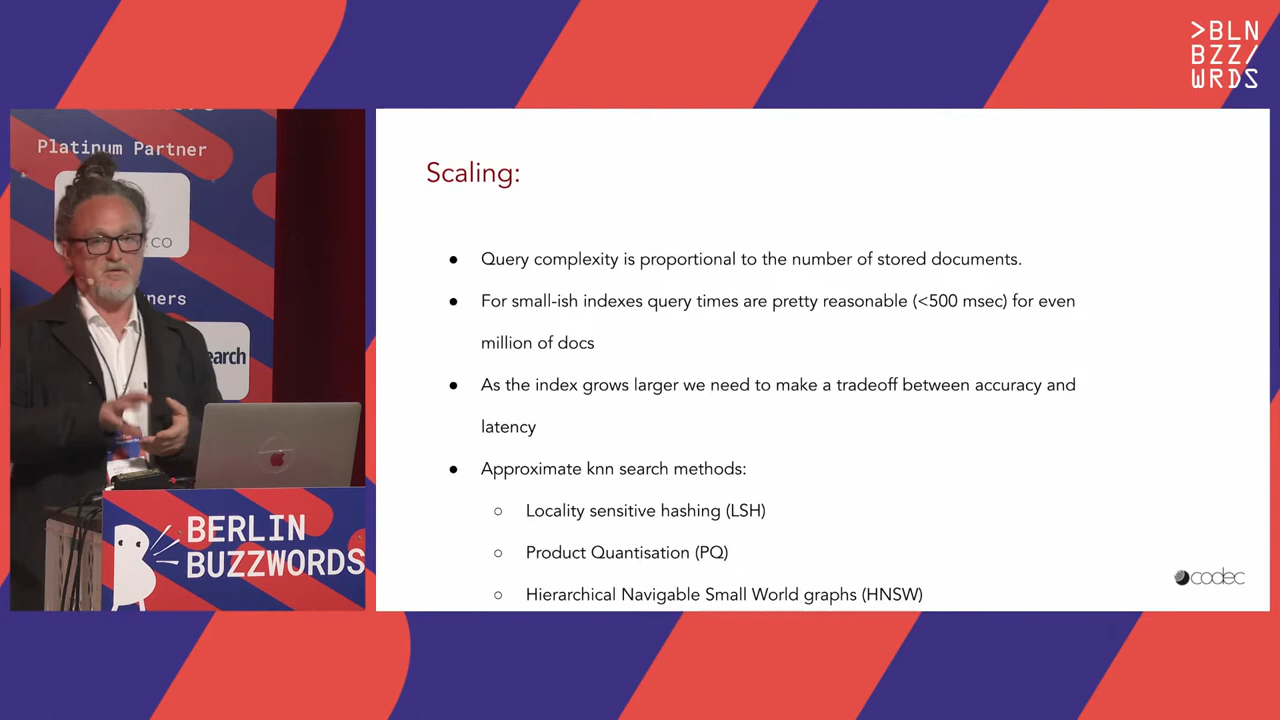 >BLN
BZZ/
WRDS
Platinum Partner
co
ners
earch
BERLIN
BUZZWORDS
Scaling:
● Query complexity is proportional to the number of stored documents.
● For small-ish indexes query times are pretty reasonable (<500 msec) for even
million of docs
● As the index grows larger we need to make a tradeoff between accuracy and
latency
● Approximate knn search methods:
○ Locality sensitive hashing (LSH)
○ Product Quantisation (PQ)
○ Hierarchical Navigable Small World graphs (HNSW)
codec